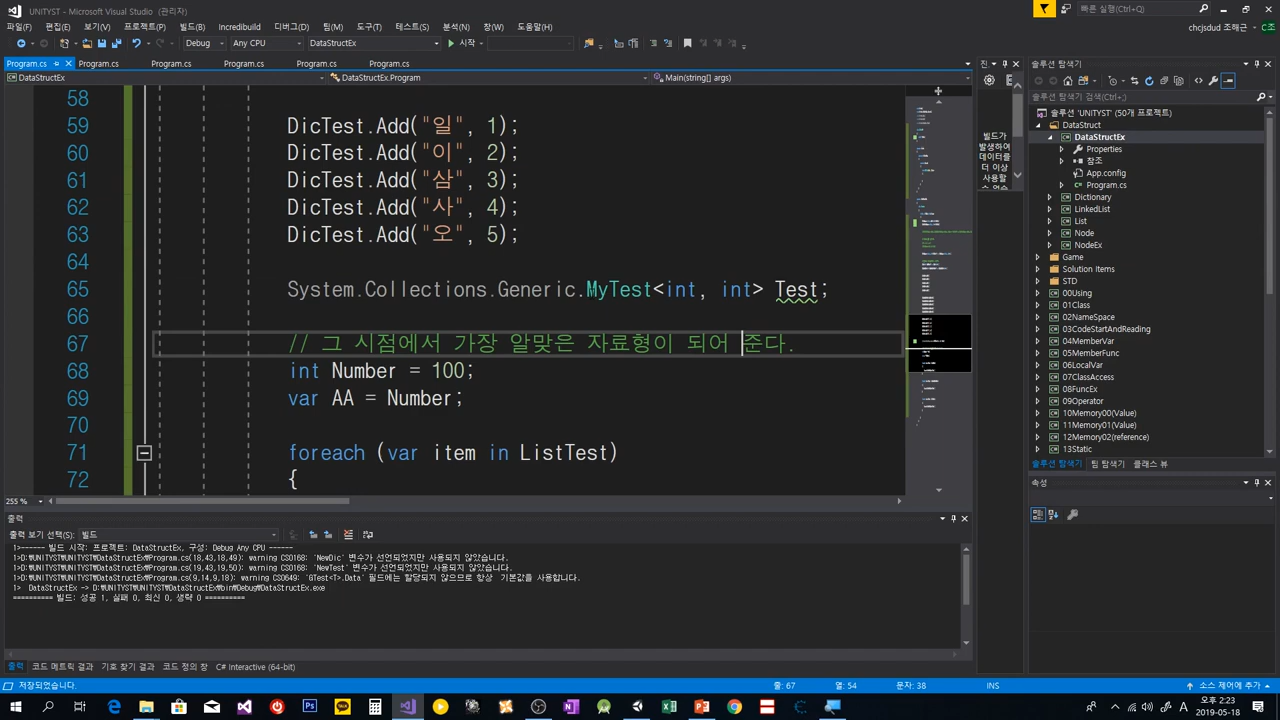 UNITYST - Microsoft Visual Studio (관리자)
빠른 실행(Ctrl+Q)
파일(F) 편집(E) 보기(V) 프로젝트(P) 빌드(B) Incredibuild 디버그(D) 팀(M) 도구(T) 테스트(S) 분석(N) 창(W) 도움말(H)
chcjsdud 조해근
Debug Any CPU DataStructEx 시작
Program.cs Program.cs Program.cs Program.cs Program.cs Program.cs
DataStructEx DataStructEx.Program Main(string[] args)
58
59 DicTest.Add("일", 1);
60 DicTest.Add("이", 2);
61 DicTest.Add("삼", 3);
62 DicTest.Add("사", 4);
63 DicTest.Add("오", 5);
64
65 System.Collections.Generic.MyTest<int, int> Test;
66
67 // 그 시점에서 가장 알맞은 자료형이 되어 준다.
68 int Number = 100;
69 var AA = Number;
70
71 foreach (var item in ListTest)
72 {
255 %
진
빌드가
발생하여
데이터를
더 이상
사용할
솔루션 탐색기
솔루션 탐색기 검색(Ctrl+;)
솔루션 'UNITYST' (50개 프로젝트)
DataStruct
DataStructEx
Properties
참조
App.config
Program.cs
Dictionary
LinkedList
List
Node
NodeEx
Game
Solution Items
STD
00Using
01Class
02NameSpace
03CodeStartAndReading
04MemberVar
05MemberFunc
06LocalVar
07ClassAccess
08FuncEx
09Operator
10Memory00(Value)
11Memory01(Value)
12Memory02(reference)
13Static
솔루션 탐색기 팀 탐색기 클래스 뷰
속성
출력
출력 보기 선택(S): 빌드
1>------ 빌드 시작: 프로젝트: DataStructEx, 구성: Debug Any CPU ------
1>D:\UNITYST\UNITYST\DataStructEx\Program.cs(18,43,18,49): warning CS0168: 'NewDic' 변수가 선언되었지만 사용되지 않았습니다.
1>D:\UNITYST\UNITYST\DataStructEx\Program.cs(19,43,19,50): warning CS0168: 'NewTest' 변수가 선언되었지만 사용되지 않았습니다.
1>D:\UNITYST\UNITYST\DataStructEx\Program.cs(9,14,9,18): warning CS0649: 'GTest<T>.Data' 필드에는 할당되지 않으므로 항상 기본값을 사용합니다.
1> DataStructEx -> D:\UNITYST\UNITYST\DataStructEx\bin\Debug\DataStructEx.exe
========== 빌드: 성공 1, 실패 0, 최신 0, 생략 0 ==========
출력 코드 메트릭 결과 기호 찾기 결과 코드 정의 창 C# Interactive (64-bit)
저장되었습니다. 줄: 67 열: 54 문자: 38 INS 소스 제어에 추가
오후 2:23
2019-05-18